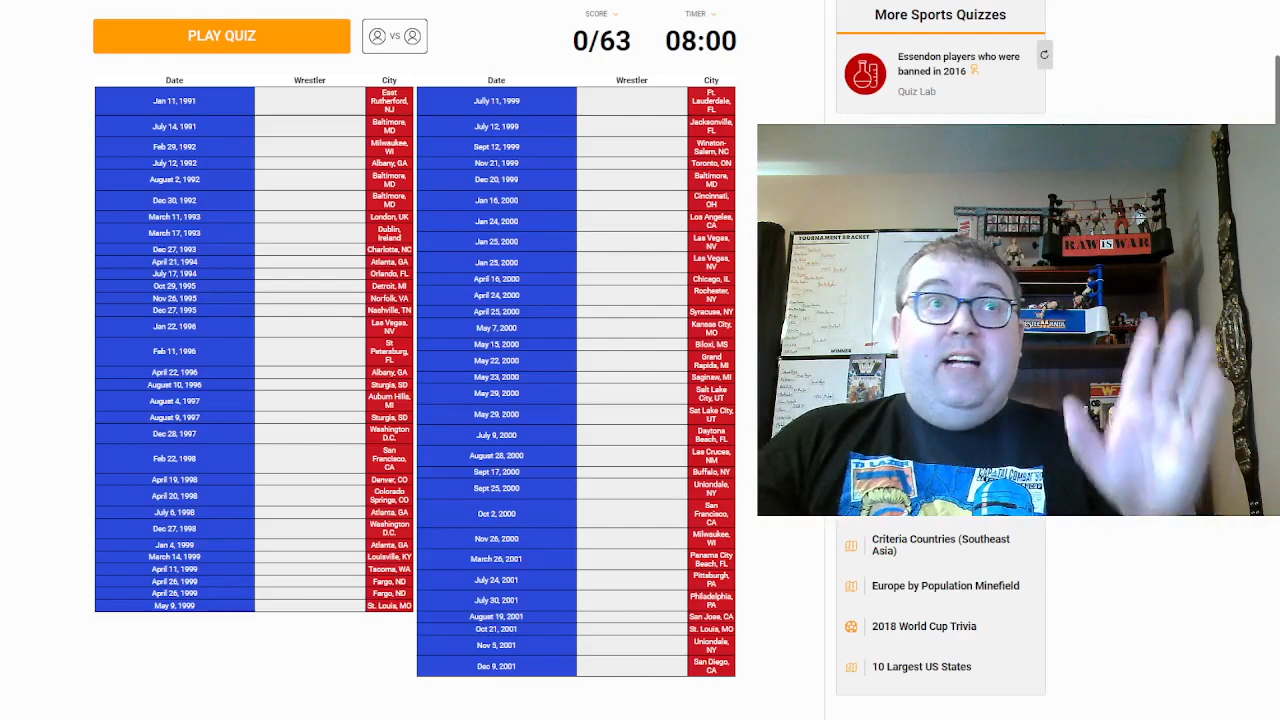 PLAY QUIZ
VS
SCORE
0/63
TIMER
08:00
Date Wrestler City
Jan 11, 1991 East Rutherford, NJ
July 14, 1991 Baltimore, MD
Feb 29, 1992 Milwaukee, WI
July 12, 1992 Albany, GA
August 2, 1992 Baltimore, MD
Dec 30, 1992 Baltimore, MD
March 11, 1993 London, UK
March 17, 1993 Dublin, Ireland
Dec 27, 1993 Charlotte, NC
April 21, 1994 Atlanta, GA
July 17, 1994 Orlando, FL
Oct 29, 1995 Detroit, MI
Nov 26, 1995 Norfolk, VA
Dec 27, 1995 Nashville, TN
Jan 22, 1996 Las Vegas, NV
Feb 11, 1996 St Petersburg, FL
April 22, 1996 Albany, GA
August 10, 1996 Sturgis, SD
August 4, 1997 Auburn Hills, MI
August 9, 1997 Sturgis, SD
Dec 28, 1997 Washington D.C.
Feb 22, 1998 San Francisco, CA
April 19, 1998 Denver, CO
April 20, 1998 Colorado Springs, CO
July 6, 1998 Atlanta, GA
Dec 27, 1998 Washington D.C.
Jan 4, 1999 Atlanta, GA
March 14, 1999 Louisville, KY
April 11, 1999 Tacoma, WA
April 26, 1999 Fargo, ND
April 26, 1999 Fargo, ND
May 9, 1999 St. Louis, MO
Date Wrestler City
Jully 11, 1999 Ft. Lauderdale, FL
July 12, 1999 Jacksonville, FL
Sept 12, 1999 Winston-Salem, NC
Nov 21, 1999 Toronto, ON
Dec 20, 1999 Baltimore, MD
Jan 16, 2000 Cincinnati, OH
Jan 24, 2000 Los Angeles, CA
Jan 25, 2000 Las Vegas, NV
Jan 25, 2000 Las Vegas, NV
April 16, 2000 Chicago, IL
April 24, 2000 Rochester, NY
April 25, 2000 Syracuse, NY
May 7, 2000 Kansas City, MO
May 15, 2000 Biloxi, MS
May 22, 2000 Grand Rapids, MI
May 23, 2000 Saginaw, MI
May 29, 2000 Salt Lake City, UT
May 29, 2000 Sat Lake City, UT
July 9, 2000 Daytona Beach, FL
August 28, 2000 Las Cruces, NM
Sept 17, 2000 Buffalo, NY
Sept 25, 2000 Uniondale, NY
Oct 2, 2000 San Francisco, CA
Nov 26, 2000 Milwaukee, WI
March 26, 2001 Panama City Beach, FL
July 24, 2001 Pittsburgh, PA
July 30, 2001 Philadelphia, PA
August 19, 2001 San Jose, CA
Oct 21, 2001 St. Louis, MO
Nov 5, 2001 Uniondale, NY
Dec 9, 2001 San Diego, CA
More Sports Quizzes
Essendon players who were
banned in 2016
Quiz Lab
TOURNAMENT BRACKET
WINNER
RAW IS WAR
WRESTLEMANIA
Criteria Countries (Southeast
Asia)
Europe by Population Minefield
2018 World Cup Trivia
10 Largest US States